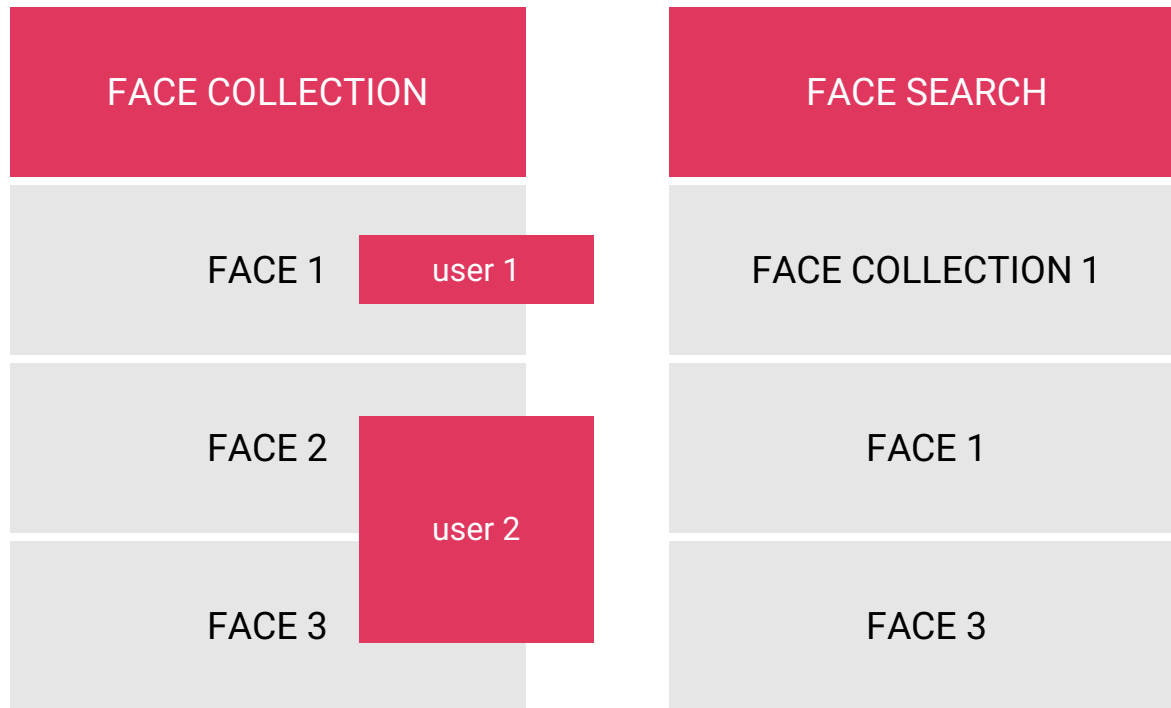 FACE COLLECTION
FACE 1
user 1
FACE 2
user 2
FACE 3
FACE SEARCH
FACE COLLECTION 1
FACE 1
FACE 3